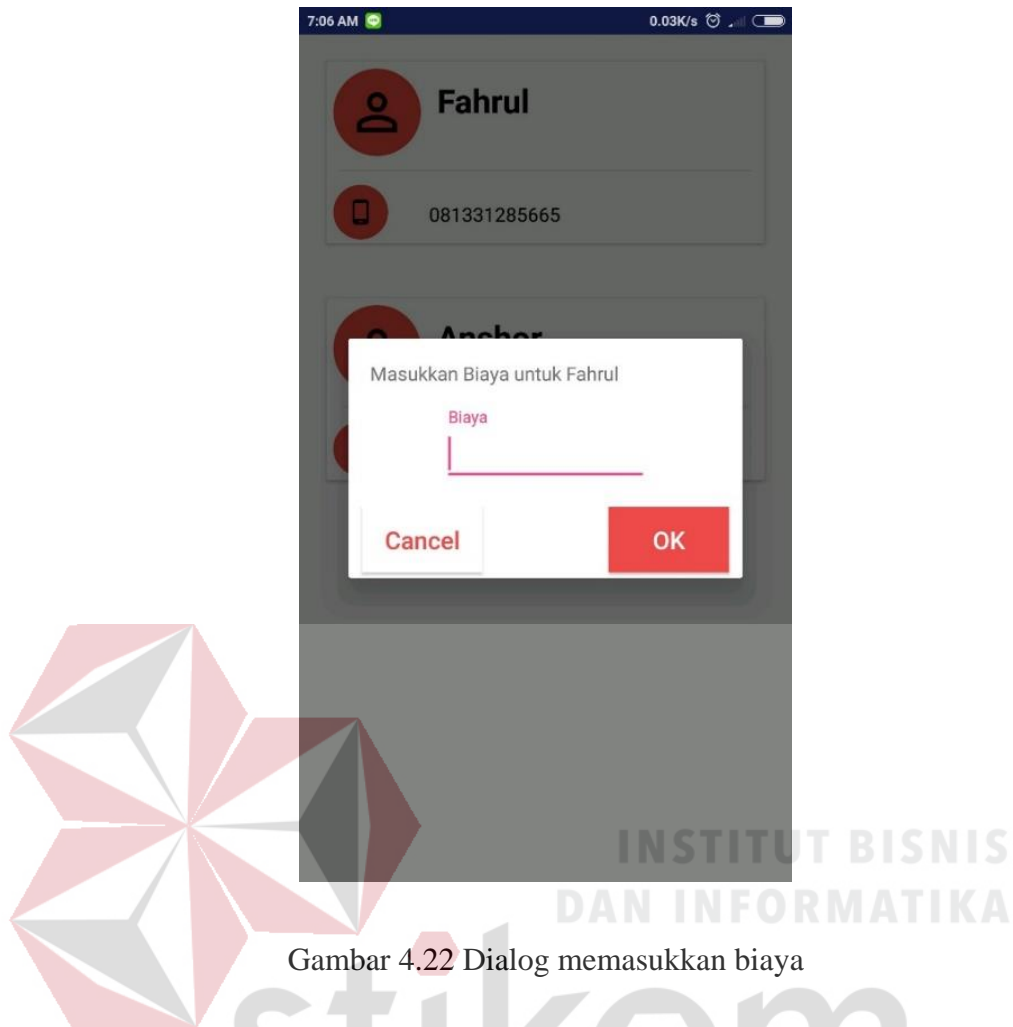 7:06 AM
0.03K/s
Fahrul
081331285665
Anshor
Masukkan Biaya untuk Fahrul
Biaya
Cancel
OK
INSTITUT BISNIS
DAN INFORMATIKA
Gambar 4.22 Dialog memasukkan biaya
stikom